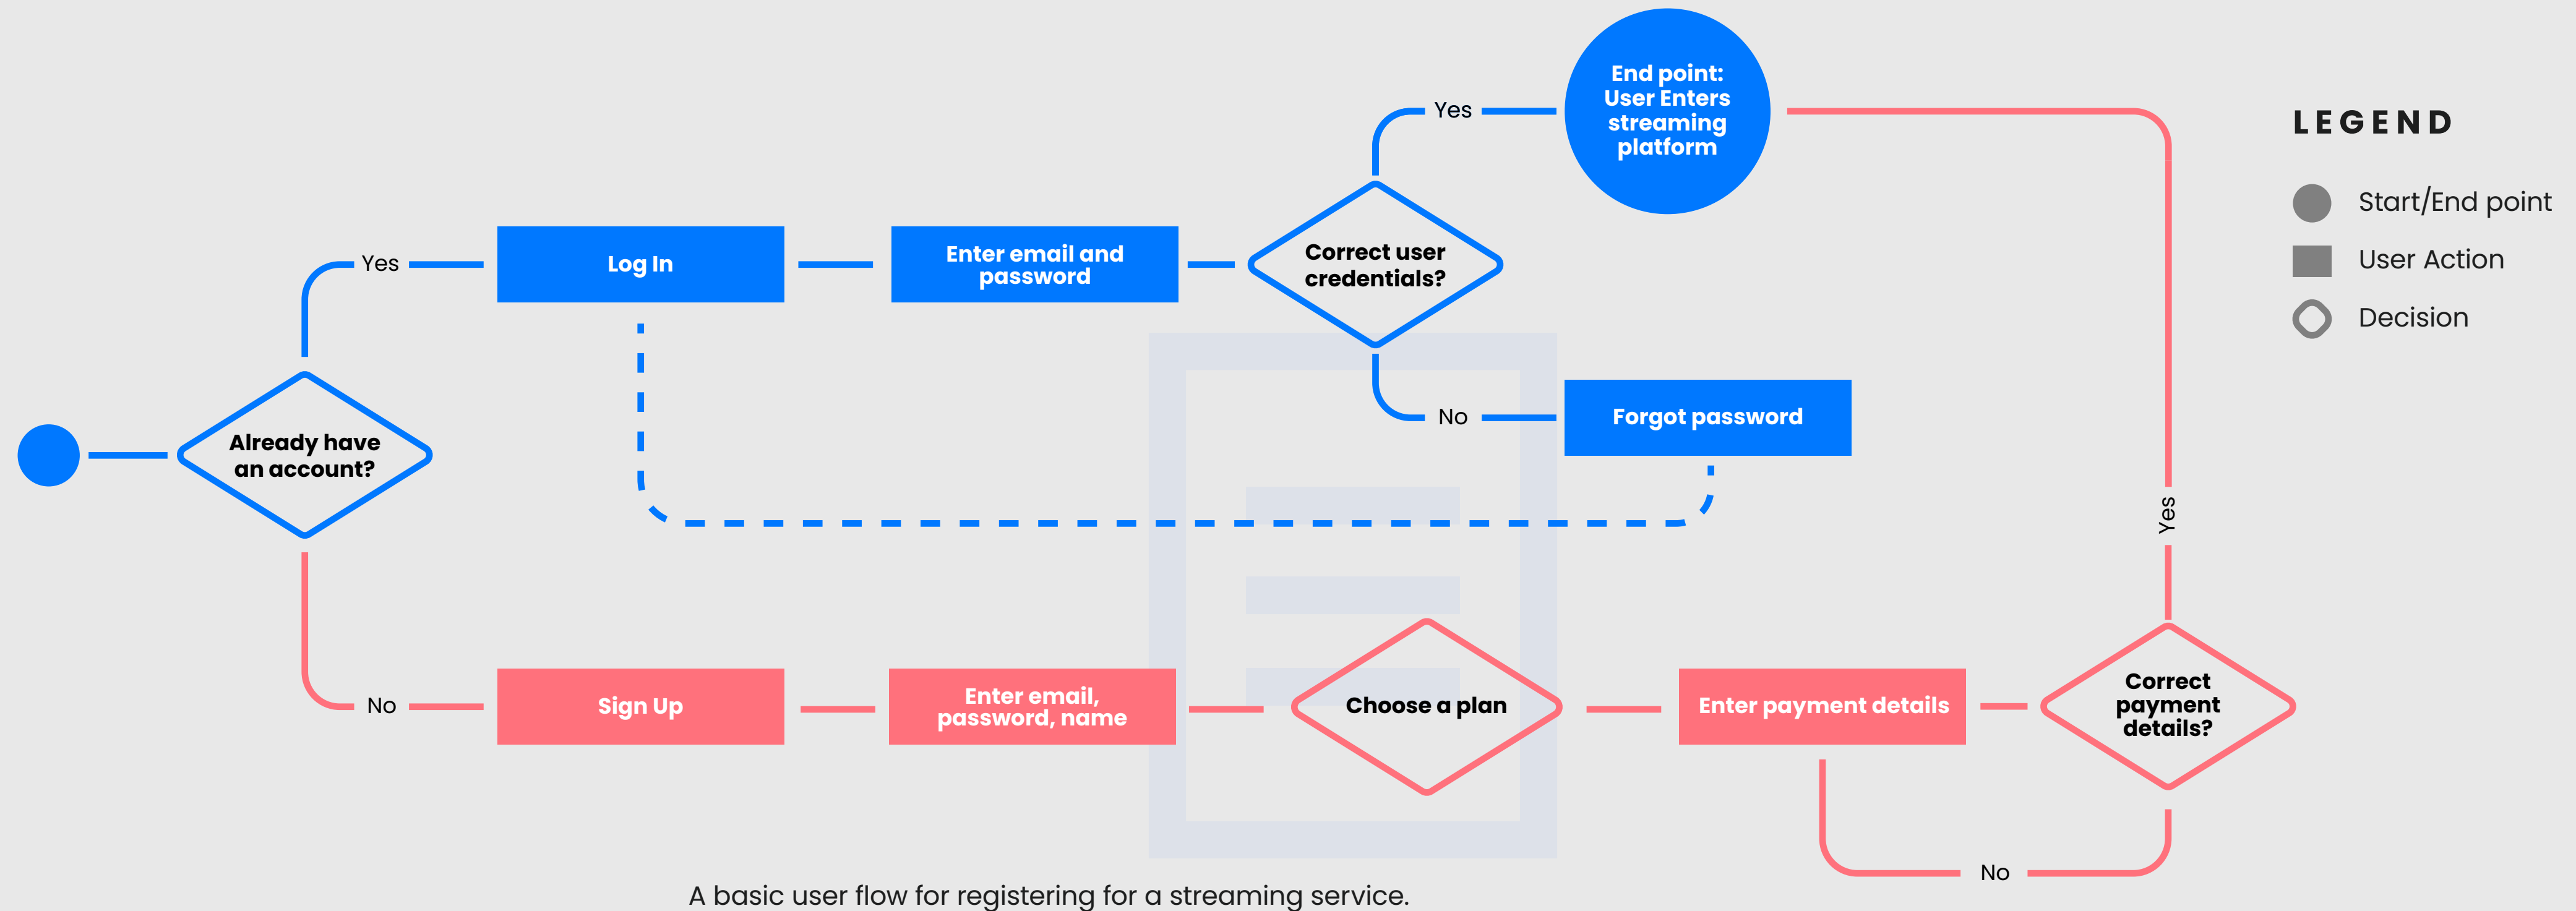 End point:
User Enters
streaming
platform
Yes
LEGEND
Start/End point
User Action
Decision
Yes
Log In
Enter email and
password
Correct user
credentials?
No
Forgot password
Already have
an account?
Yes
No
Sign Up
Enter email,
password, name
Choose a plan
Enter payment details
Correct
payment
details?
No
A basic user flow for registering for a streaming service.